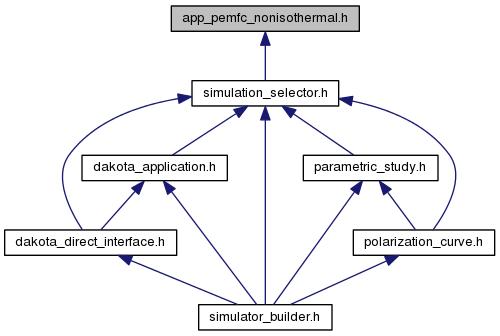 app_pemfc_nonisothermal.h
simulation_selector.h
dakota_application.h
parametric_study.h
dakota_direct_interface.h
polarization_curve.h
simulator_builder.h